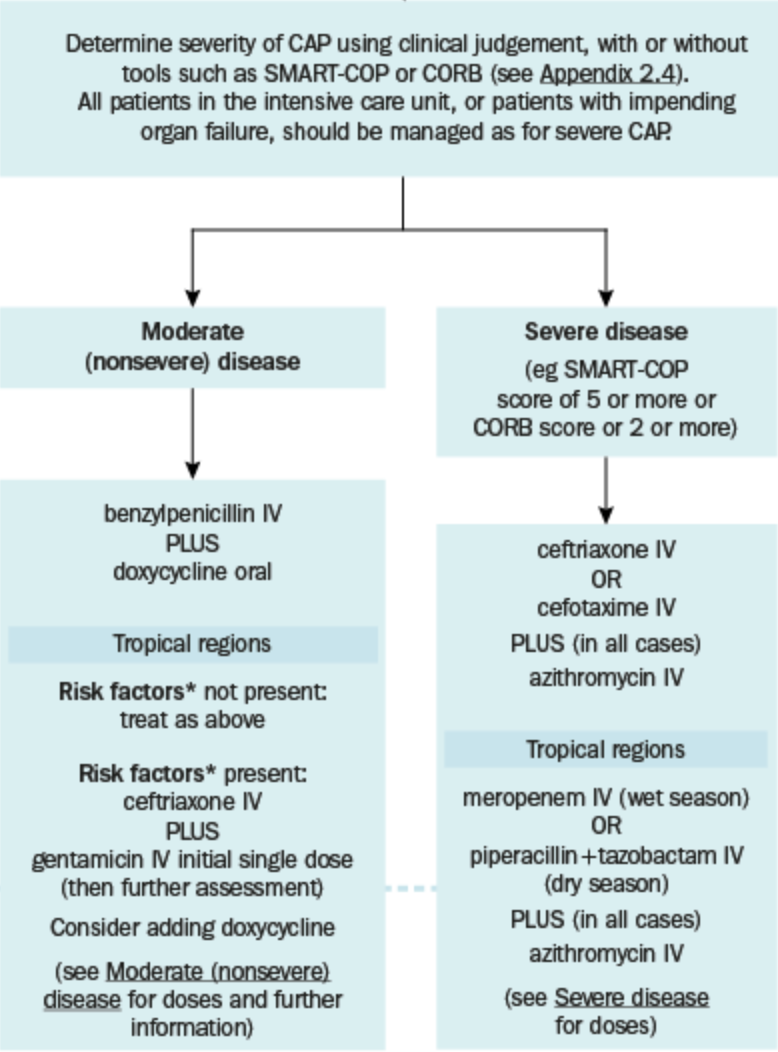 Determine severity of CAP using clinical judgement, with or without
tools such as SMART-COP or CORB (see Appendix 2.4).
All patients in the intensive care unit, or patients with impending
organ failure, should be managed as for severe CAP.
Moderate
(nonsevere) disease
benzylpenicillin IV
PLUS
doxycycline oral
Tropical regions
Risk factors* not present:
treat as above
Risk factors* present:
ceftriaxone IV
PLUS
gentamicin IV initial single dose
(then further assessment)
Consider adding doxycycline
(see Moderate (nonsevere)
disease for doses and further
information)
Severe disease
(eg SMART-COP
score of 5 or more or
CORB score or 2 or more)
ceftriaxone IV
OR
cefotaxime IV
PLUS (in all cases)
azithromycin IV
Tropical regions
meropenem IV (wet season)
OR
piperacillin+tazobactam IV
(dry season)
PLUS (in all cases)
azithromycin IV
(see Severe disease
for doses)